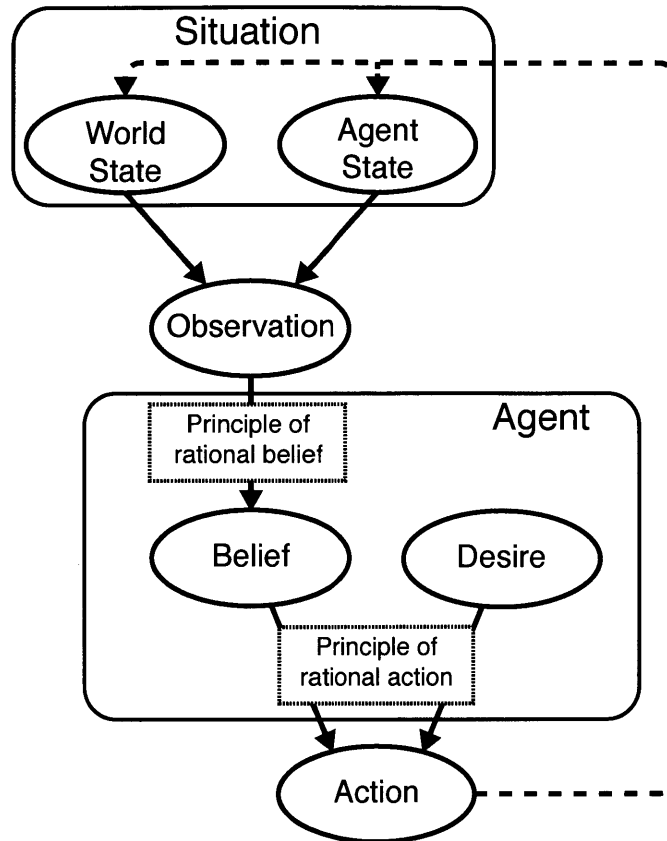 Situation
World
State
Agent
State
Observation
Principle of
rational belief
Agent
Belief
Desire
Principle of
rational action
Action